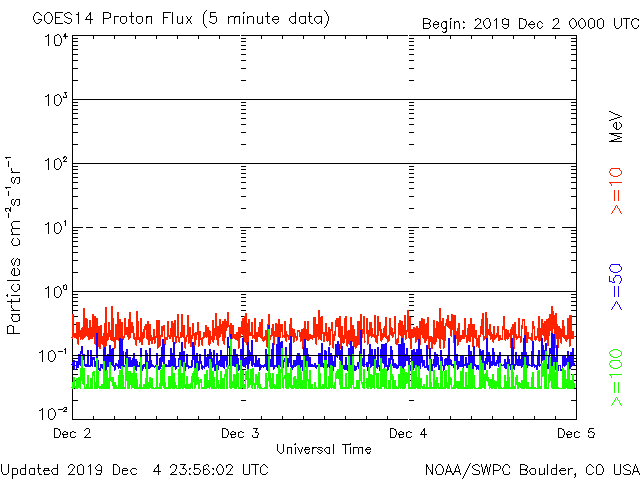 GOES14 Proton Flux (5 minute data)
Begin: 2019 Dec 2 0000 UTC
10⁴
10³
10²
10¹
10⁰
10⁻¹
10⁻²
Particles cm⁻²s⁻¹sr⁻¹
MeV
>=10
>=50
>=100
Dec 2
Dec 3
Dec 4
Dec 5
Universal Time
Updated 2019 Dec 4 23:56:02 UTC
NOAA/SWPC Boulder, CO USA